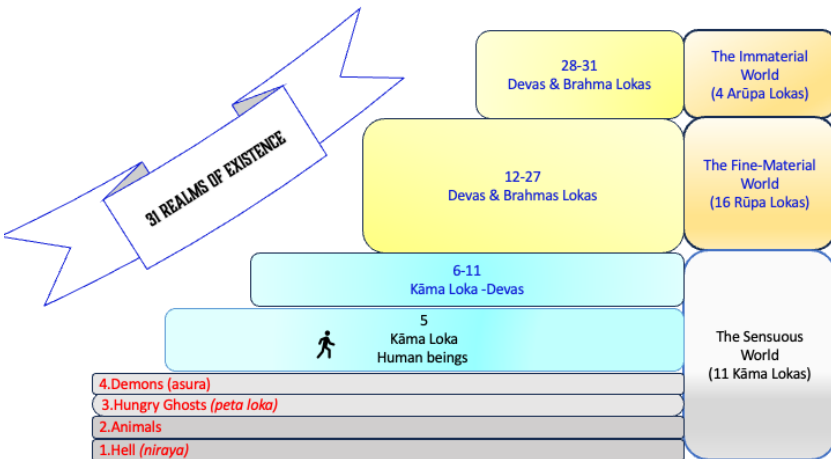 31 REALMS OF EXISTENCE
28-31
Devas & Brahma Lokas
The Immaterial
World
(4 Arūpa Lokas)
12-27
Devas & Brahmas Lokas
The Fine-Material
World
(16 Rūpa Lokas)
6-11
Kāma Loka -Devas
5
Kāma Loka
Human beings
The Sensuous
World
(11 Kāma Lokas)
4.Demons (asura)
3.Hungry Ghosts (peta loka)
2.Animals
1.Hell (niraya)